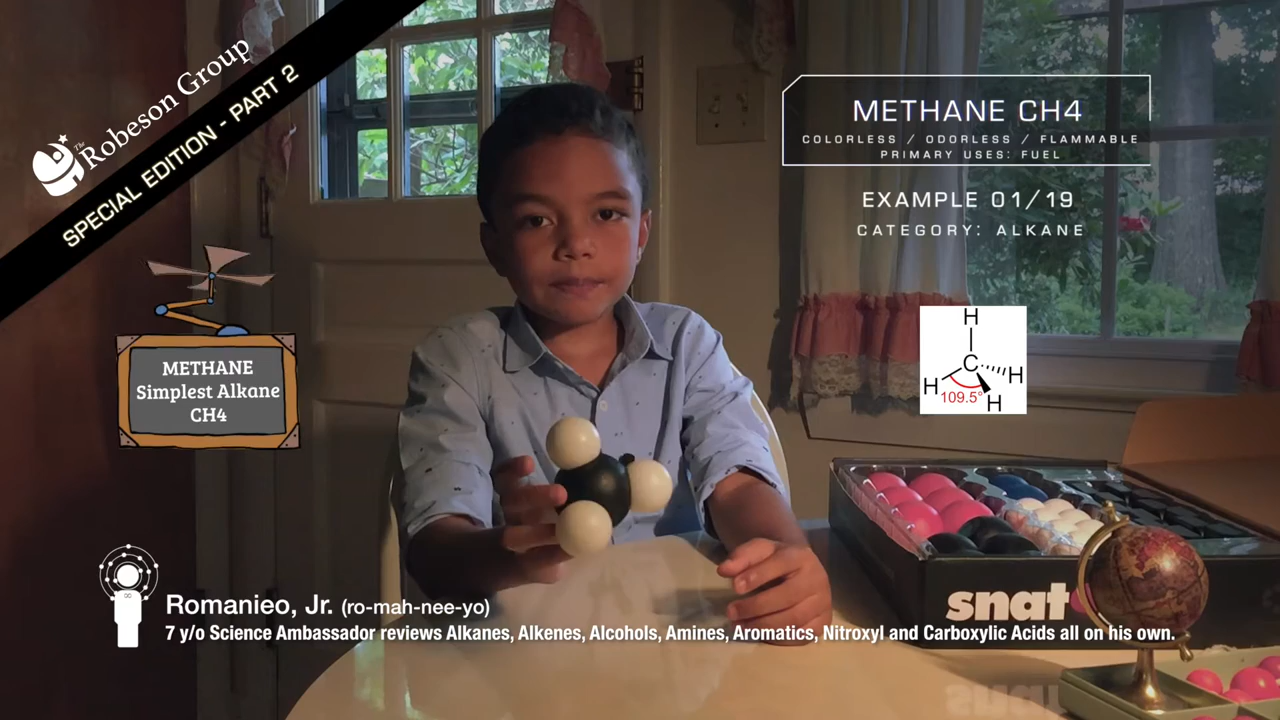 The Robeson Group
SPECIAL EDITION - PART 2
METHANE CH4
COLORLESS / ODORLESS / FLAMMABLE
PRIMARY USES: FUEL
EXAMPLE 01/19
CATEGORY: ALKANE
METHANE
Simplest Alkane
CH4
H
C
H
H
H
109.5°
snat
Romanieo, Jr. (ro-mah-nee-yo)
7 y/o Science Ambassador reviews Alkanes, Alkenes, Alcohols, Amines, Aromatics, Nitroxyl and Carboxylic Acids all on his own.